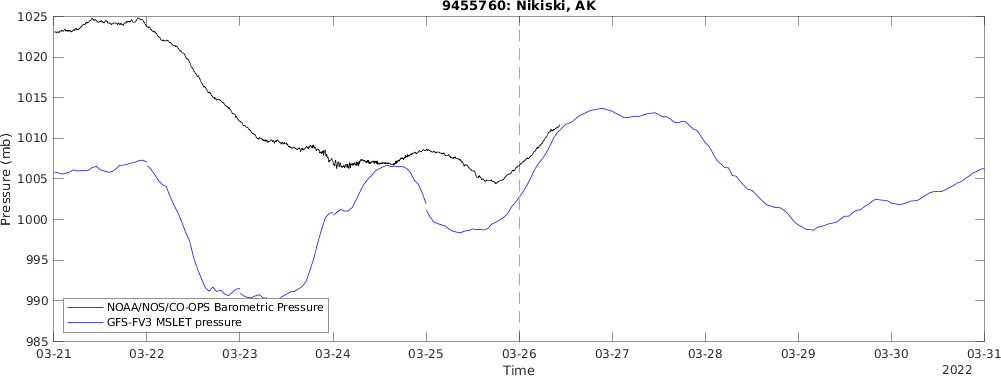 9455760: Nikiski, AK
Pressure (mb)
1025
1020
1015
1010
1005
1000
995
990
985
NOAA/NOS/CO-OPS Barometric Pressure
GFS-FV3 MSLET pressure
03-21 03-22 03-23 03-24 03-25 03-26 03-27 03-28 03-29 03-30 03-31
Time
2022